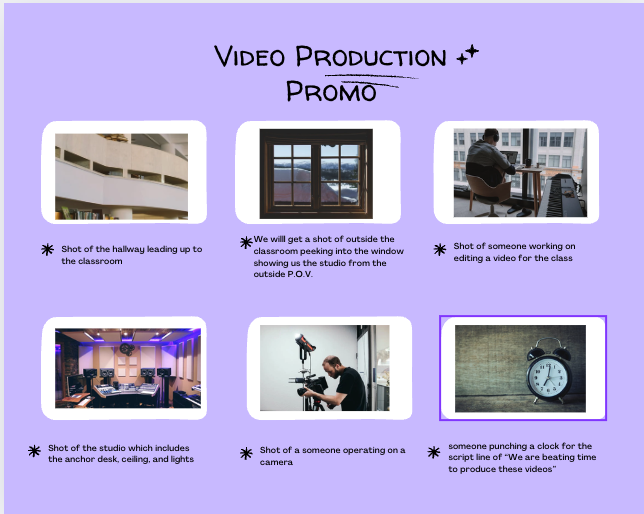 Video Production
Promo
Shot of the hallway leading up to
the classroom
We willl get a shot of outside the
classroom peeking into the window
showing us the studio from the
outside P.O.V.
Shot of someone working on
editing a video for the class
Shot of the studio which includes
the anchor desk, ceiling, and lights
Shot of a someone operating on a
camera
someone punching a clock for the
script line of “We are beating time
to produce these videos”